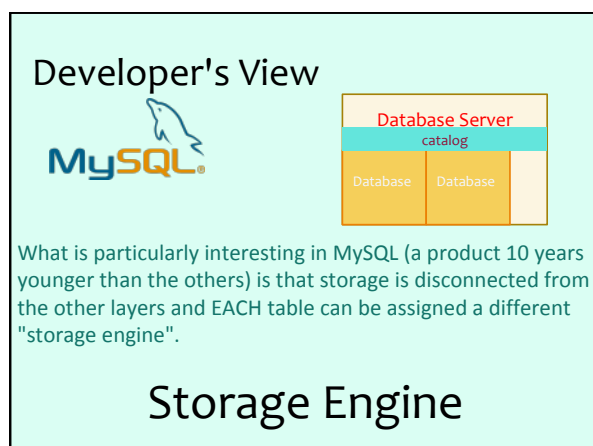 Developer's View
MySQL®
Database Server
catalog
Database Database
What is particularly interesting in MySQL (a product 10 years
younger than the others) is that storage is disconnected from
the other layers and EACH table can be assigned a different
"storage engine".
Storage Engine